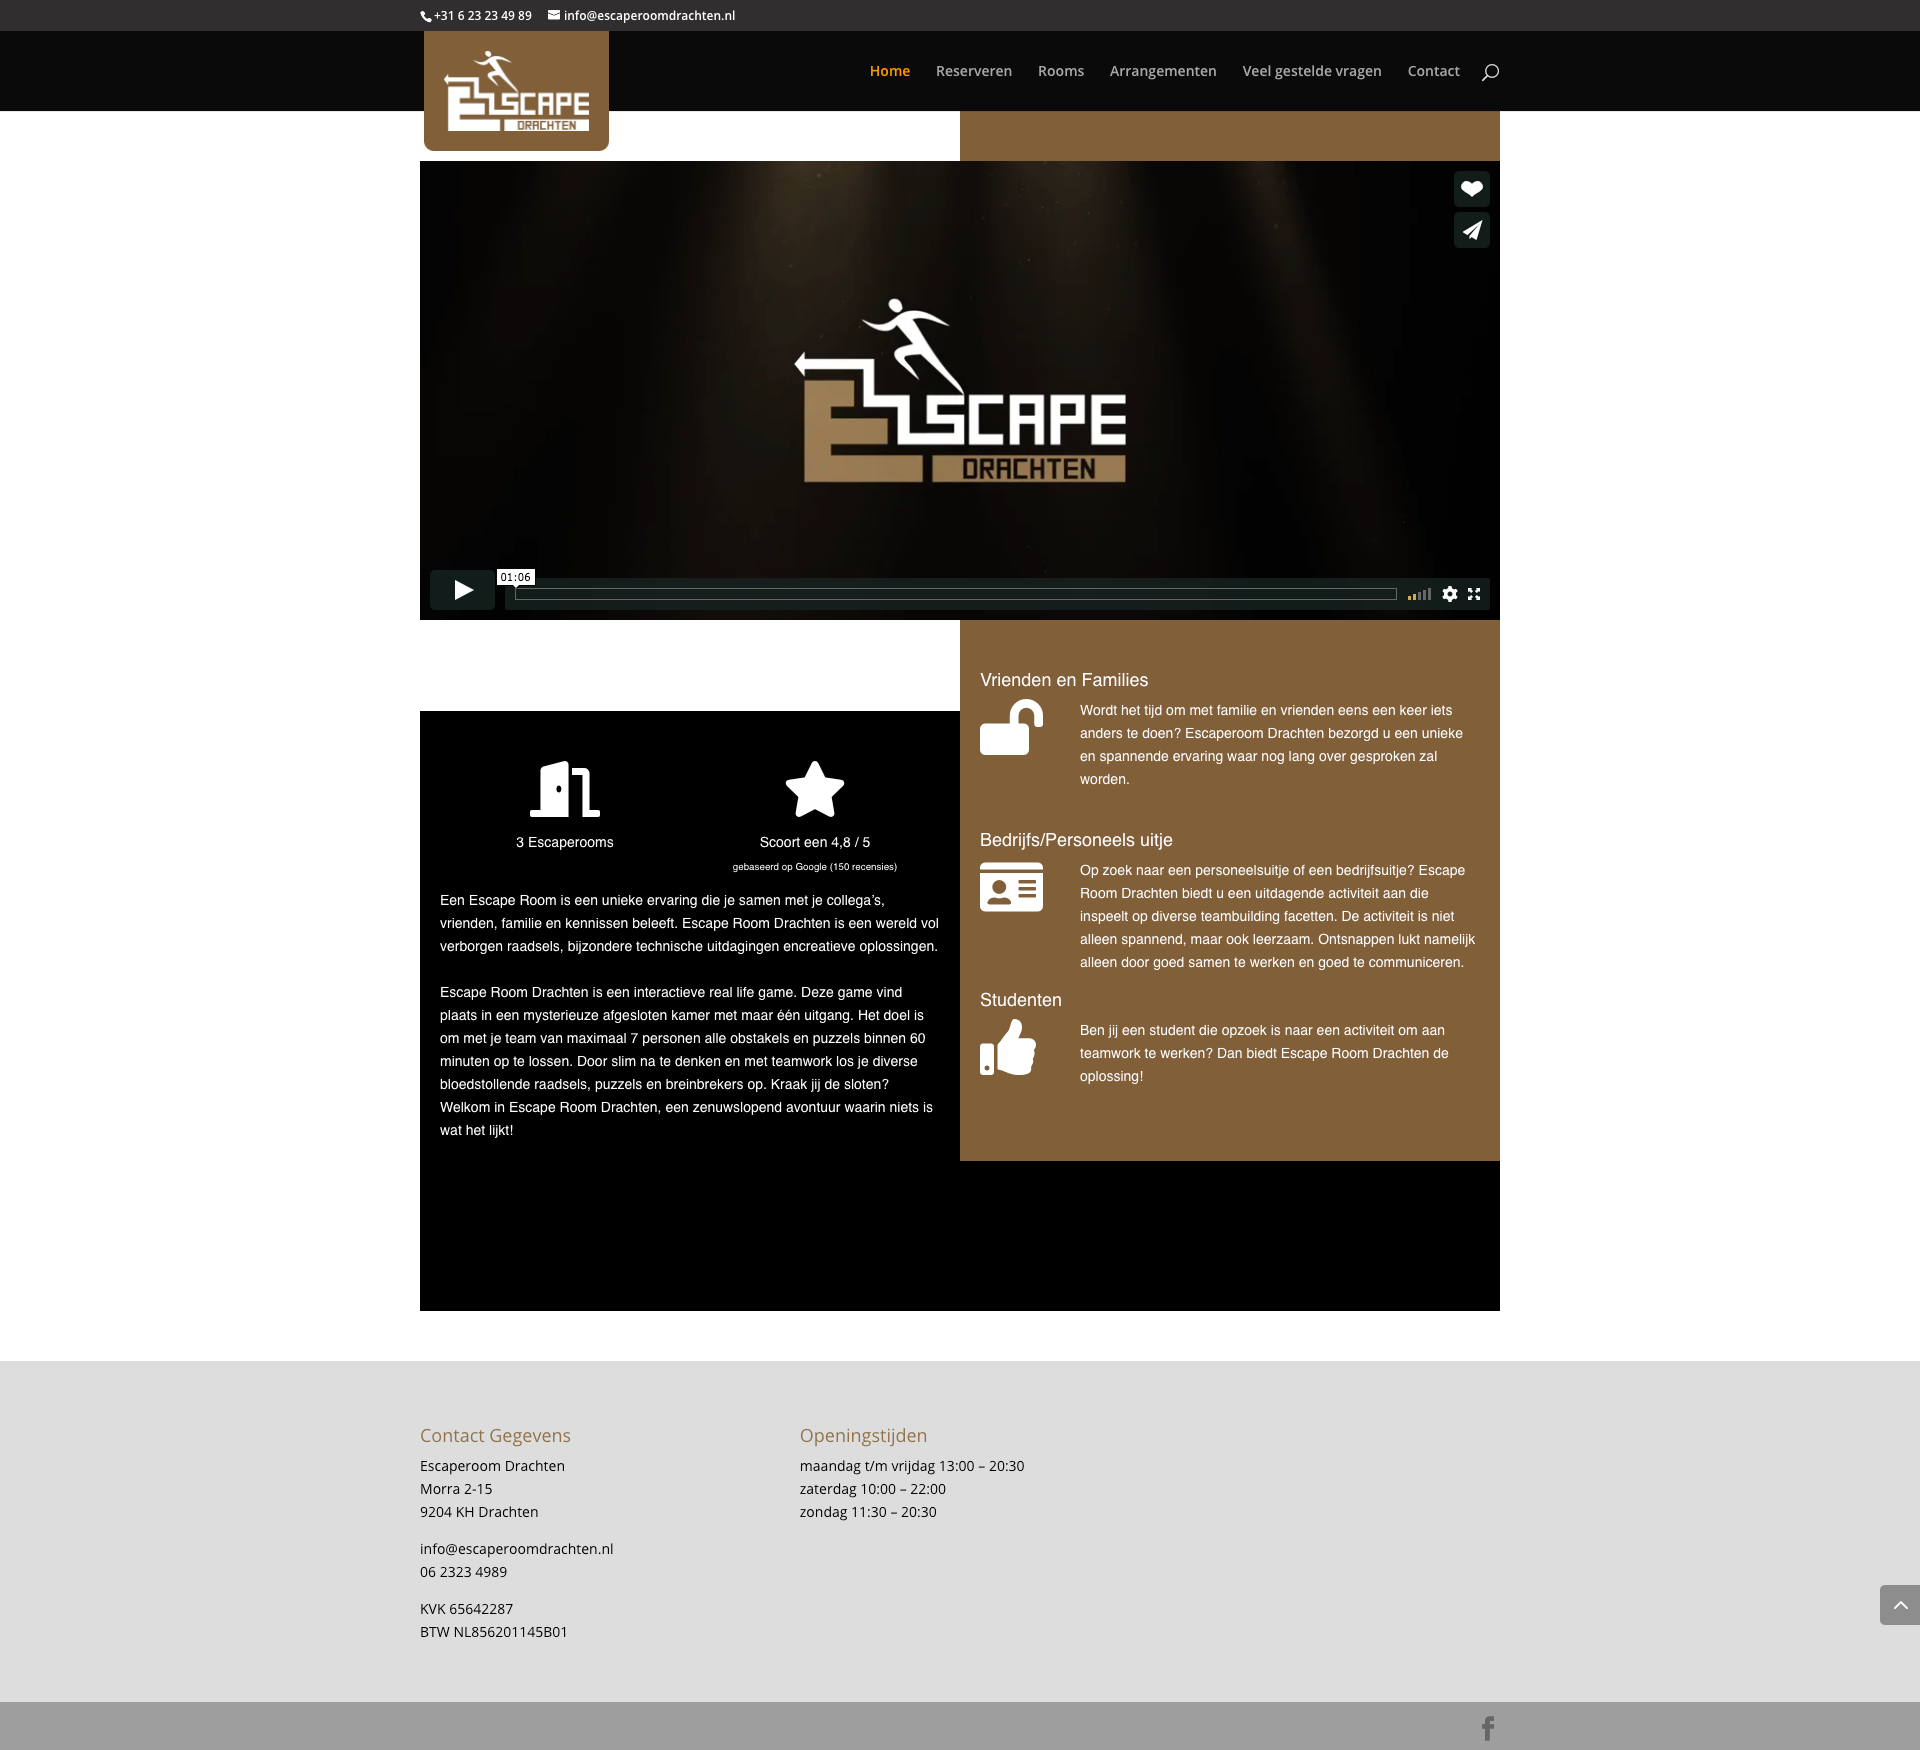 +31 6 23 23 49 89 info@escaperoomdrachten.nl
ESCAPE
DRACHTEN
Home Reserveren Rooms Arrangementen Veel gestelde vragen Contact
ESCAPE
DRACHTEN
01:06
Vrienden en Families
Wordt het tijd om met familie en vrienden eens een keer iets
anders te doen? Escaperoom Drachten bezorgd u een unieke
en spannende ervaring waar nog lang over gesproken zal
worden.
Bedrijfs/Personeels uitje
Op zoek naar een personeelsuitje of een bedrijfsuitje? Escape
Room Drachten biedt u een uitdagende activiteit aan die
inspeelt op diverse teambuilding facetten. De activiteit is niet
alleen spannend, maar ook leerzaam. Ontsnappen lukt namelijk
alleen door goed samen te werken en goed te communiceren.
Studenten
Ben jij een student die opzoek is naar een activiteit om aan
teamwork te werken? Dan biedt Escape Room Drachten de
oplossing!
3 Escaperooms
Scoort een 4,8 / 5
gebaseerd op Google (150 recensies)
Een Escape Room is een unieke ervaring die je samen met je collega's,
vrienden, familie en kennissen beleeft. Escape Room Drachten is een wereld vol
verborgen raadsels, bijzondere technische uitdagingen encreatieve oplossingen.
Escape Room Drachten is een interactieve real life game. Deze game vind
plaats in een mysterieuze afgesloten kamer met maar één uitgang. Het doel is
om met je team van maximaal 7 personen alle obstakels en puzzels binnen 60
minuten op te lossen. Door slim na te denken en met teamwork los je diverse
bloedstollende raadsels, puzzels en breinbrekers op. Kraak jij de sloten?
Welkom in Escape Room Drachten, een zenuwslopend avontuur waarin niets is
wat het lijkt!
Contact Gegevens
Escaperoom Drachten
Morra 2-15
9204 KH Drachten
info@escaperoomdrachten.nl
06 2323 4989
KVK 65642287
BTW NL856201145B01
Openingstijden
maandag t/m vrijdag 13:00 – 20:30
zaterdag 10:00 – 22:00
zondag 11:30 – 20:30